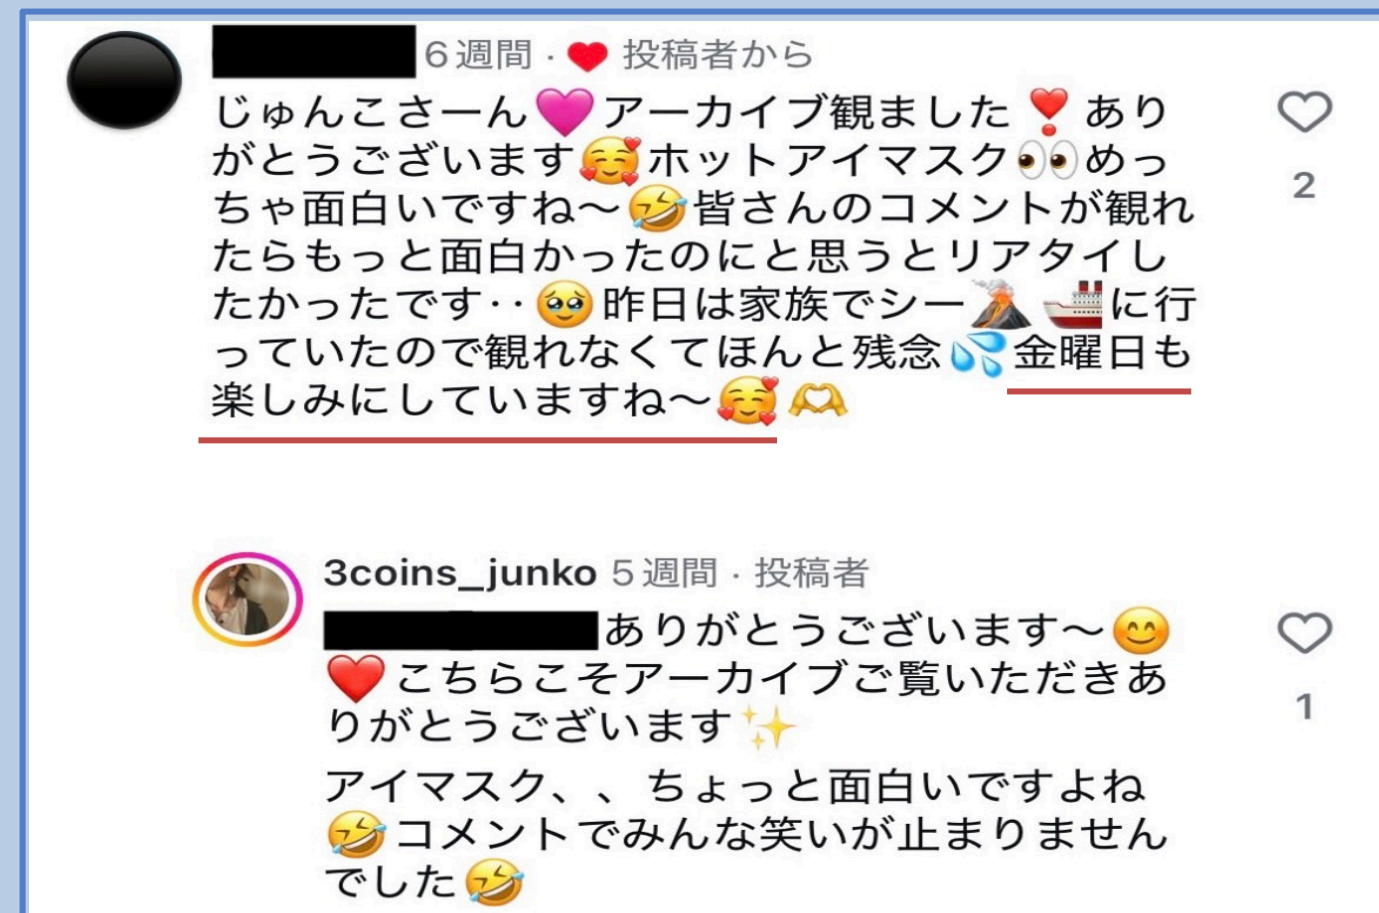 6週間・❤ 投稿者から
じゅんこさーん💗アーカイブ観ました❣️あり
がとうございます🥰ホットアイマスク👀めっ
ちゃ面白いですね〜🤣皆さんのコメントが観れ
たらもっと面白かったのにと思うとリアタイし
たかったです‥🥹昨日は家族でシー🌋🚢に行
っていたので観れなくてほんと残念💦金曜日も
楽しみにしていますね〜🥰🫶
2
3coins_junko 5週間・投稿者
ありがとうございます〜😊
❤️こちらこそアーカイブご覧いただきあ
りがとうございます✨
アイマスク、、ちょっと面白いですよね
🤣コメントでみんな笑いが止まりません
でした🤣
1